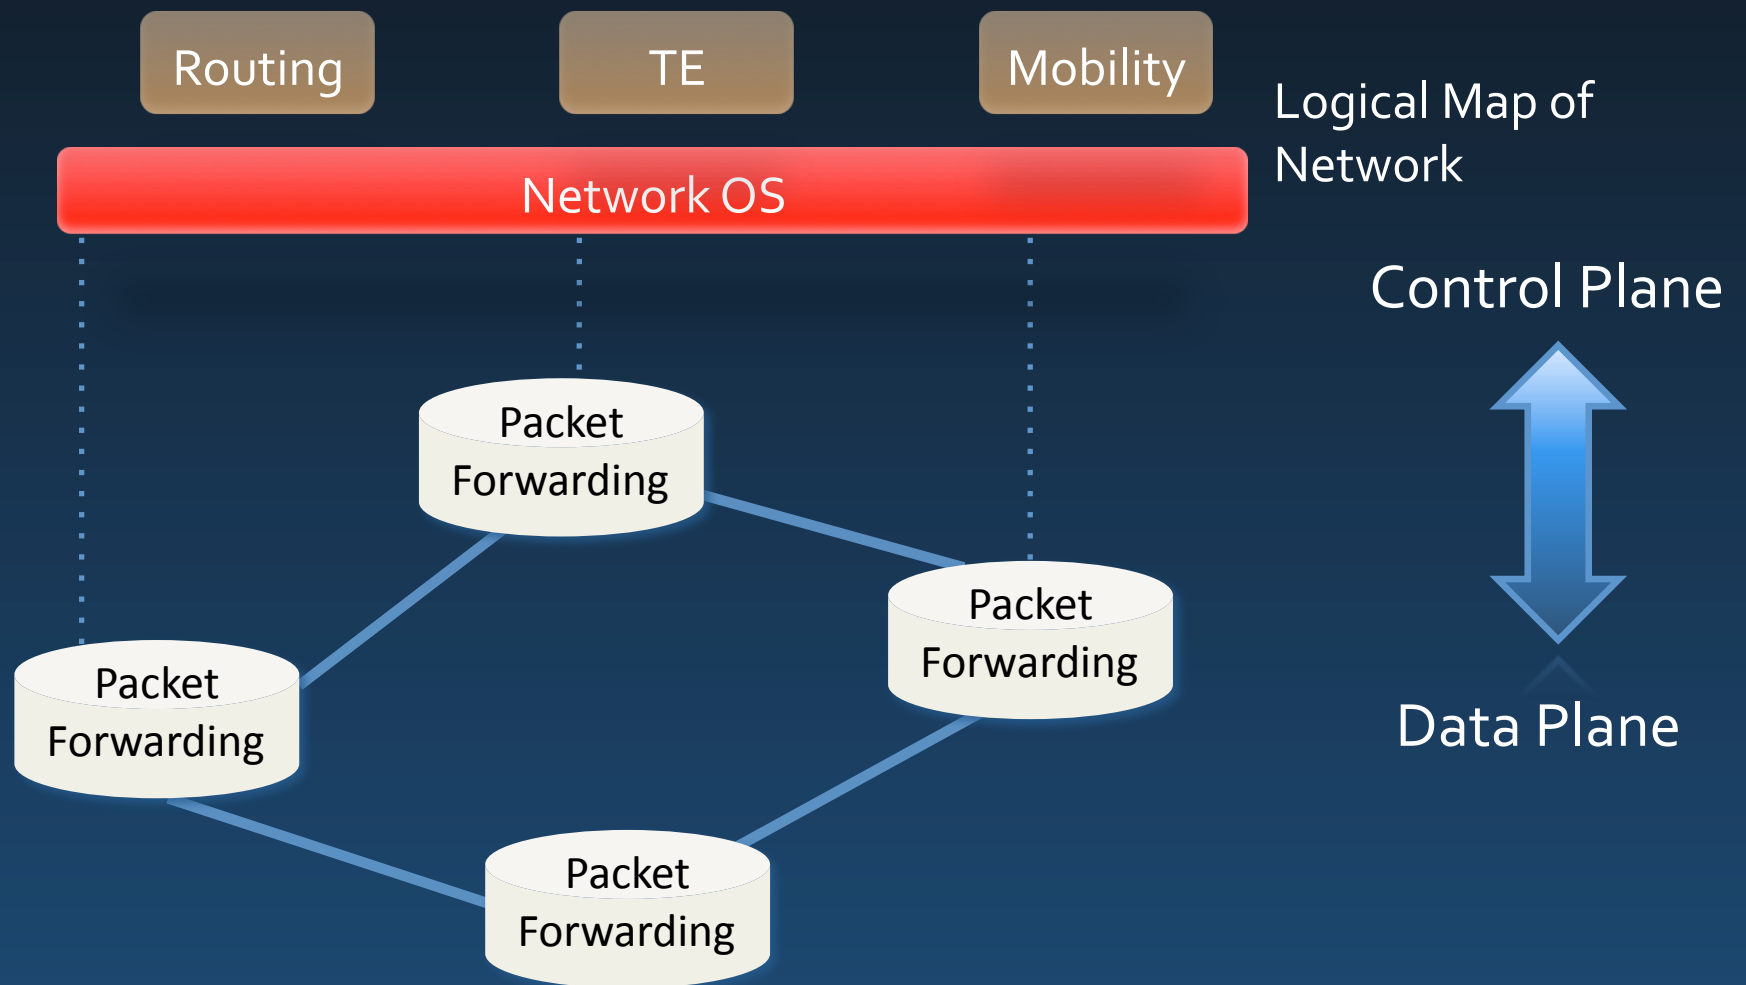 Routing
TE
Mobility
Logical Map of
Network
Network OS
Control Plane
Packet
Forwarding
Packet
Forwarding
Packet
Forwarding
Data Plane
Packet
Forwarding